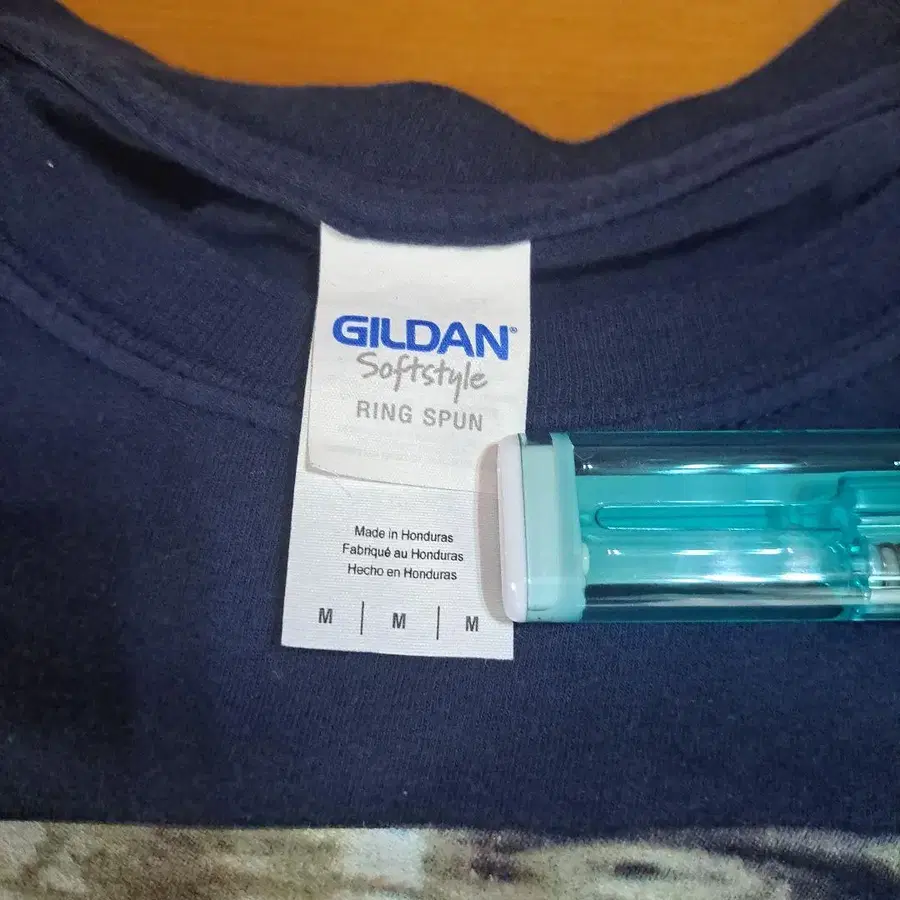 GILDAN®
Softstyle
RING SPUN
Made in Honduras
Fabriqué au Honduras
Hecho en Honduras
M | M | M